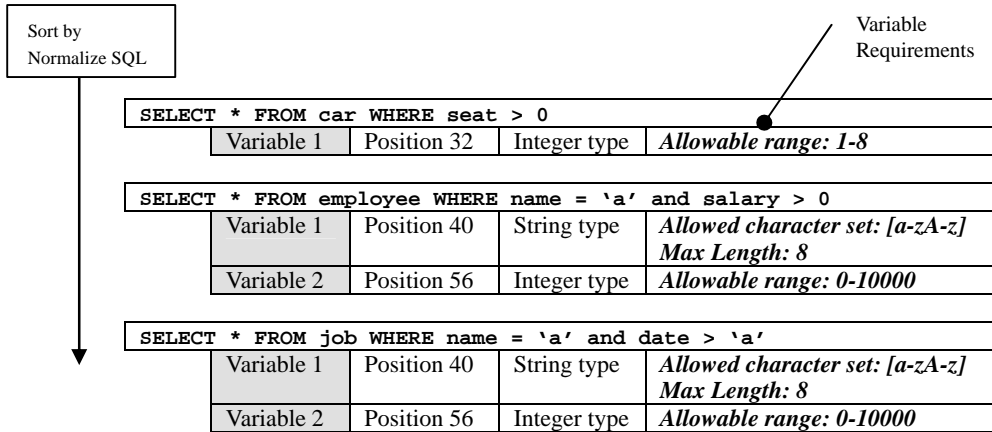 Sort by
Normalize SQL
Variable
Requirements
SELECT * FROM car WHERE seat > 0
Variable 1 Position 32 Integer type Allowable range: 1-8
SELECT * FROM employee WHERE name = ‘a’ and salary > 0
Variable 1 Position 40 String type Allowed character set: [a-zA-z]
Max Length: 8
Variable 2 Position 56 Integer type Allowable range: 0-10000
SELECT * FROM job WHERE name = ‘a’ and date > ‘a’
Variable 1 Position 40 String type Allowed character set: [a-zA-z]
Max Length: 8
Variable 2 Position 56 Integer type Allowable range: 0-10000